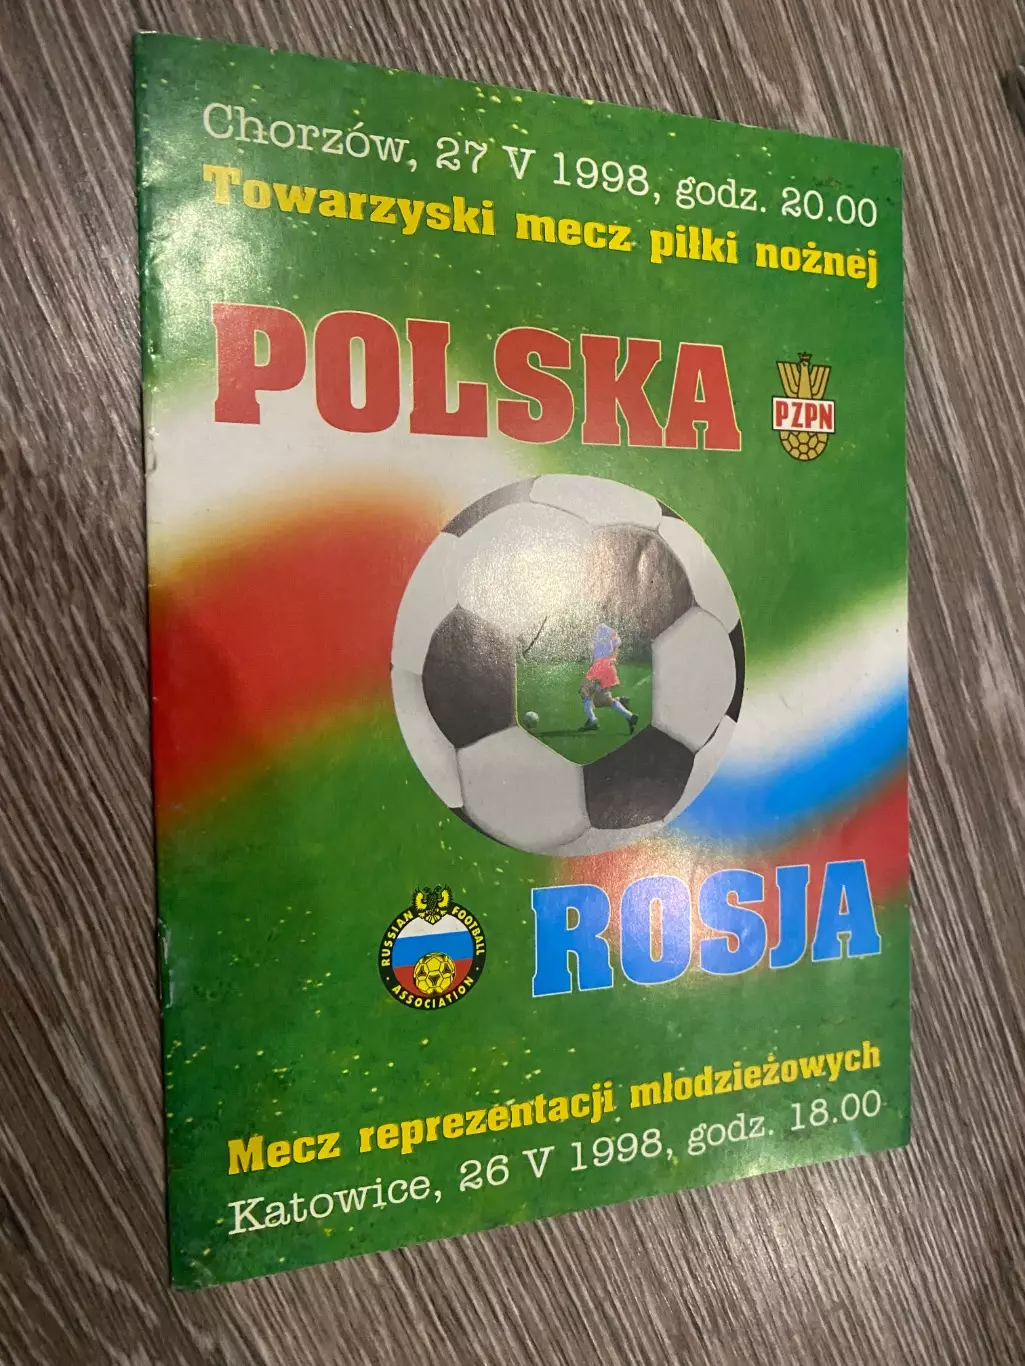 Chorzów, 27 V 1998, godz. 20.00
Towarzyski mecz piłki nożnej
POLSKA
PZPN
ROSJA
RUSSIAN FOOTBALL
ASSOCIATION
Mecz reprezentacji młodzieżowych
Katowice, 26 V 1998, godz. 18.00